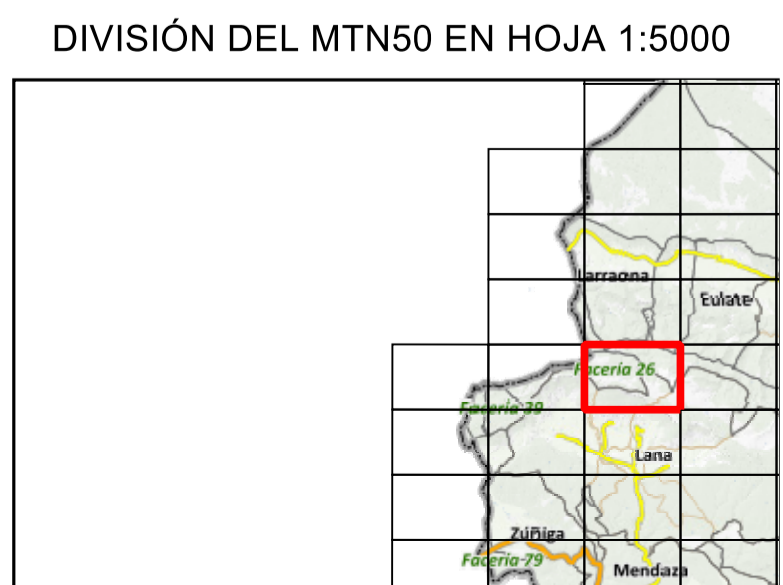 DIVISIÓN DEL MTN50 EN HOJA 1:5000
Larraona
Eulate
Facería 26
Facería 39
Lana
Zúñiga
Facería 79
Mendaza